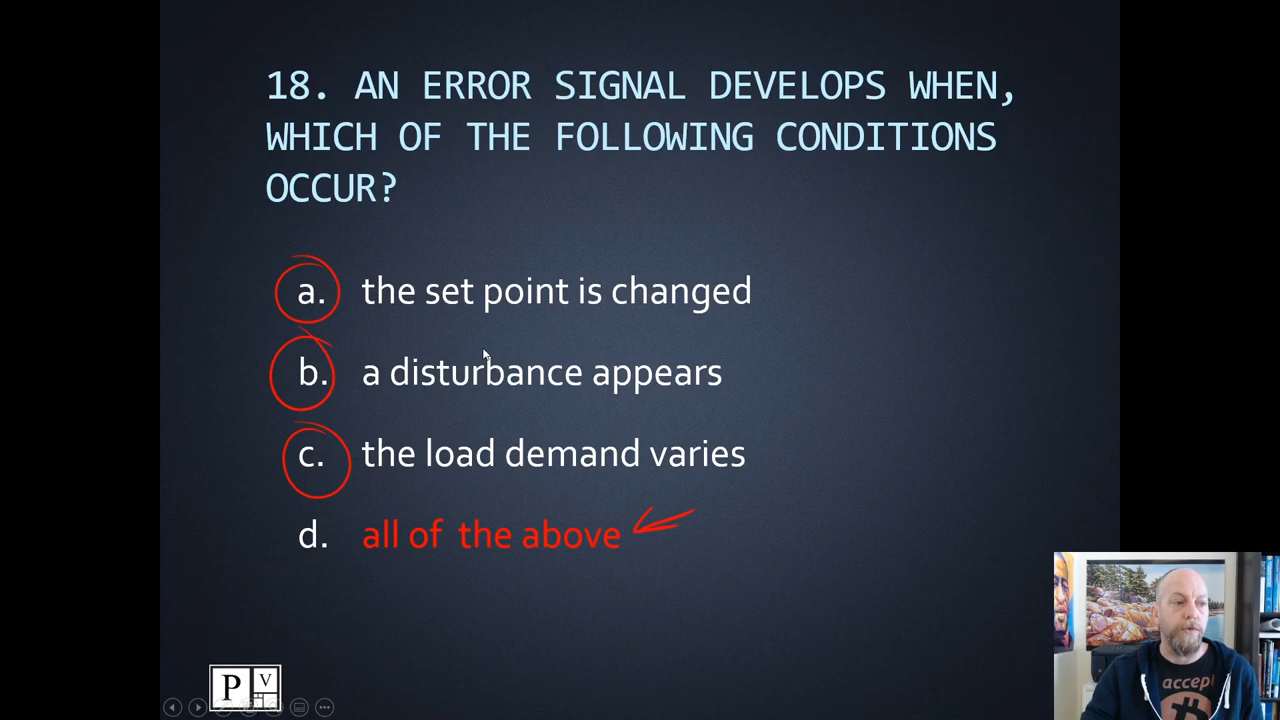 18. AN ERROR SIGNAL DEVELOPS WHEN,
WHICH OF THE FOLLOWING CONDITIONS
OCCUR?
a. the set point is changed
b. a disturbance appears
c. the load demand varies
d. all of the above
P V
accept